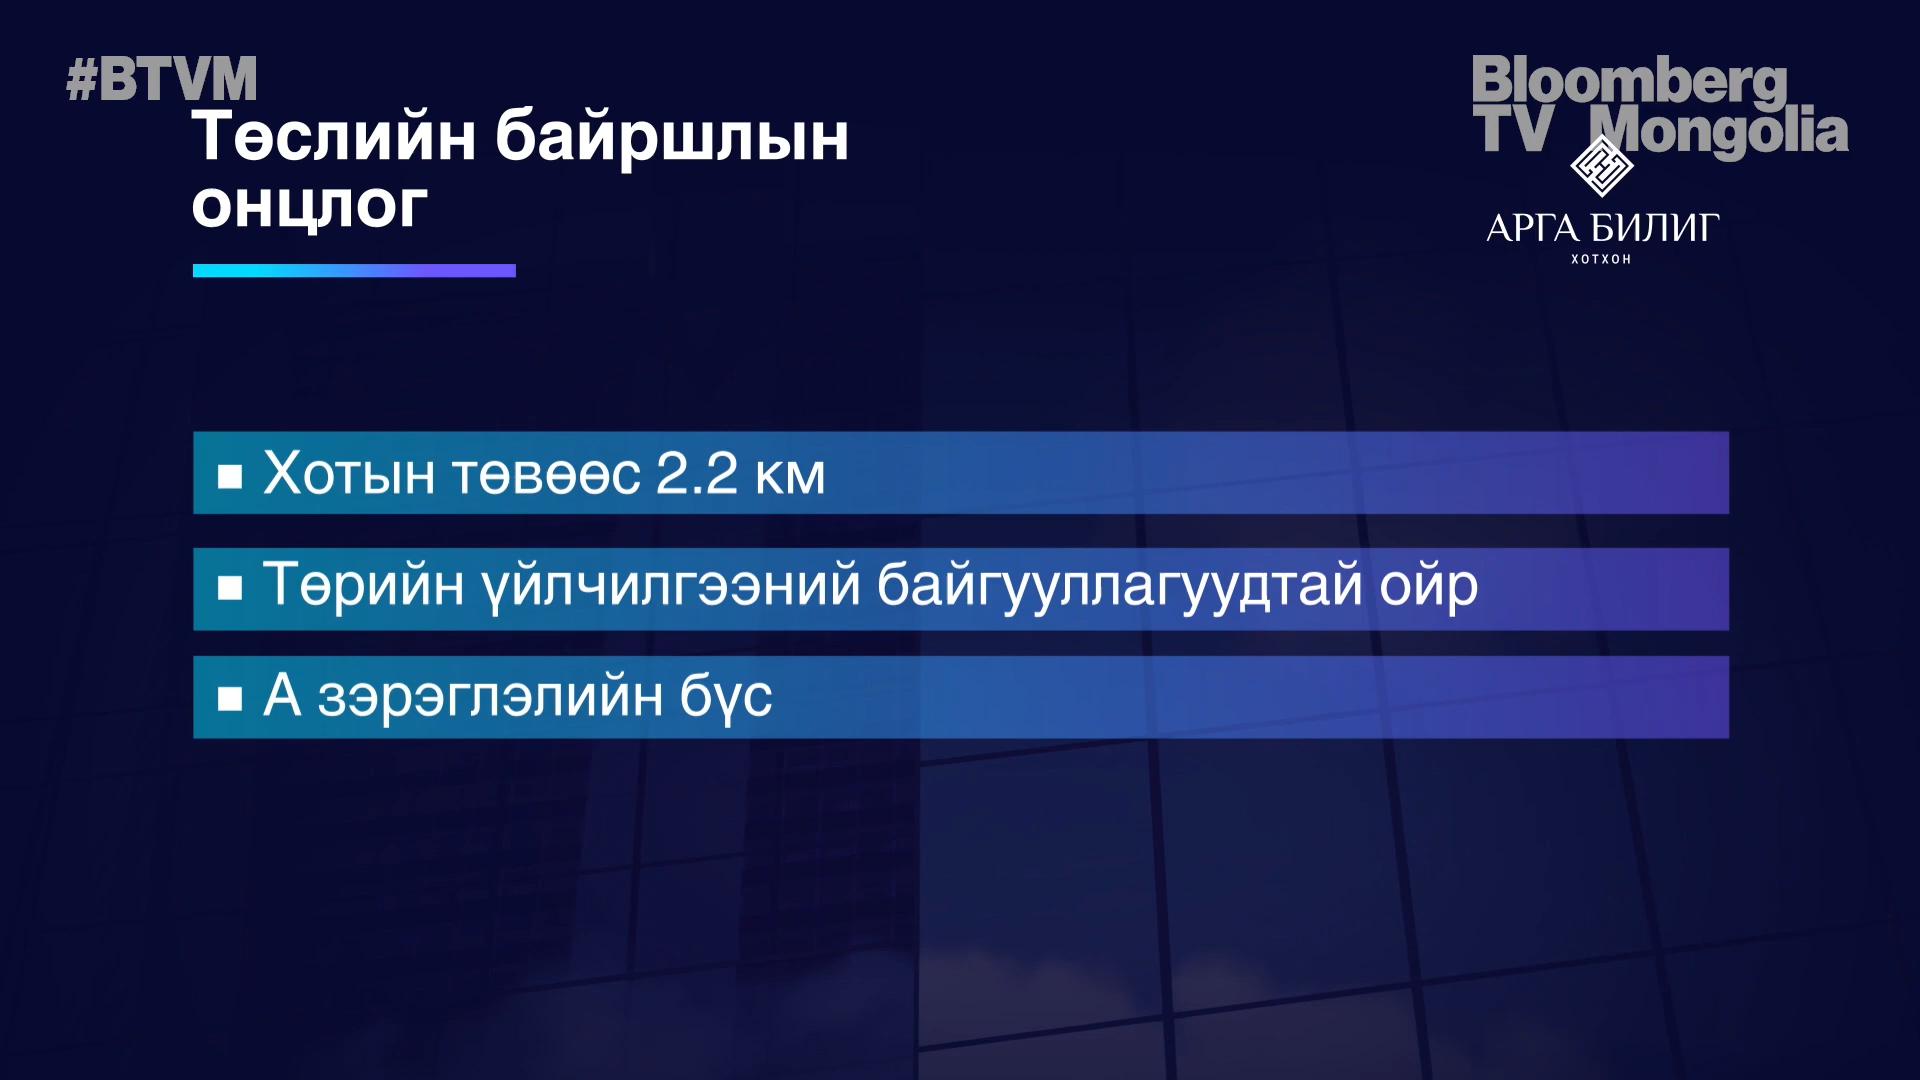 #BTVM
Bloomberg
TV Mongolia
Төслийн байршлын
онцлог
АРГА БИЛИГ
ХОТХОН
Хотын төвөөс 2.2 км
Төрийн үйлчилгээний байгууллагуудтай ойр
А зэрэглэлийн бүс